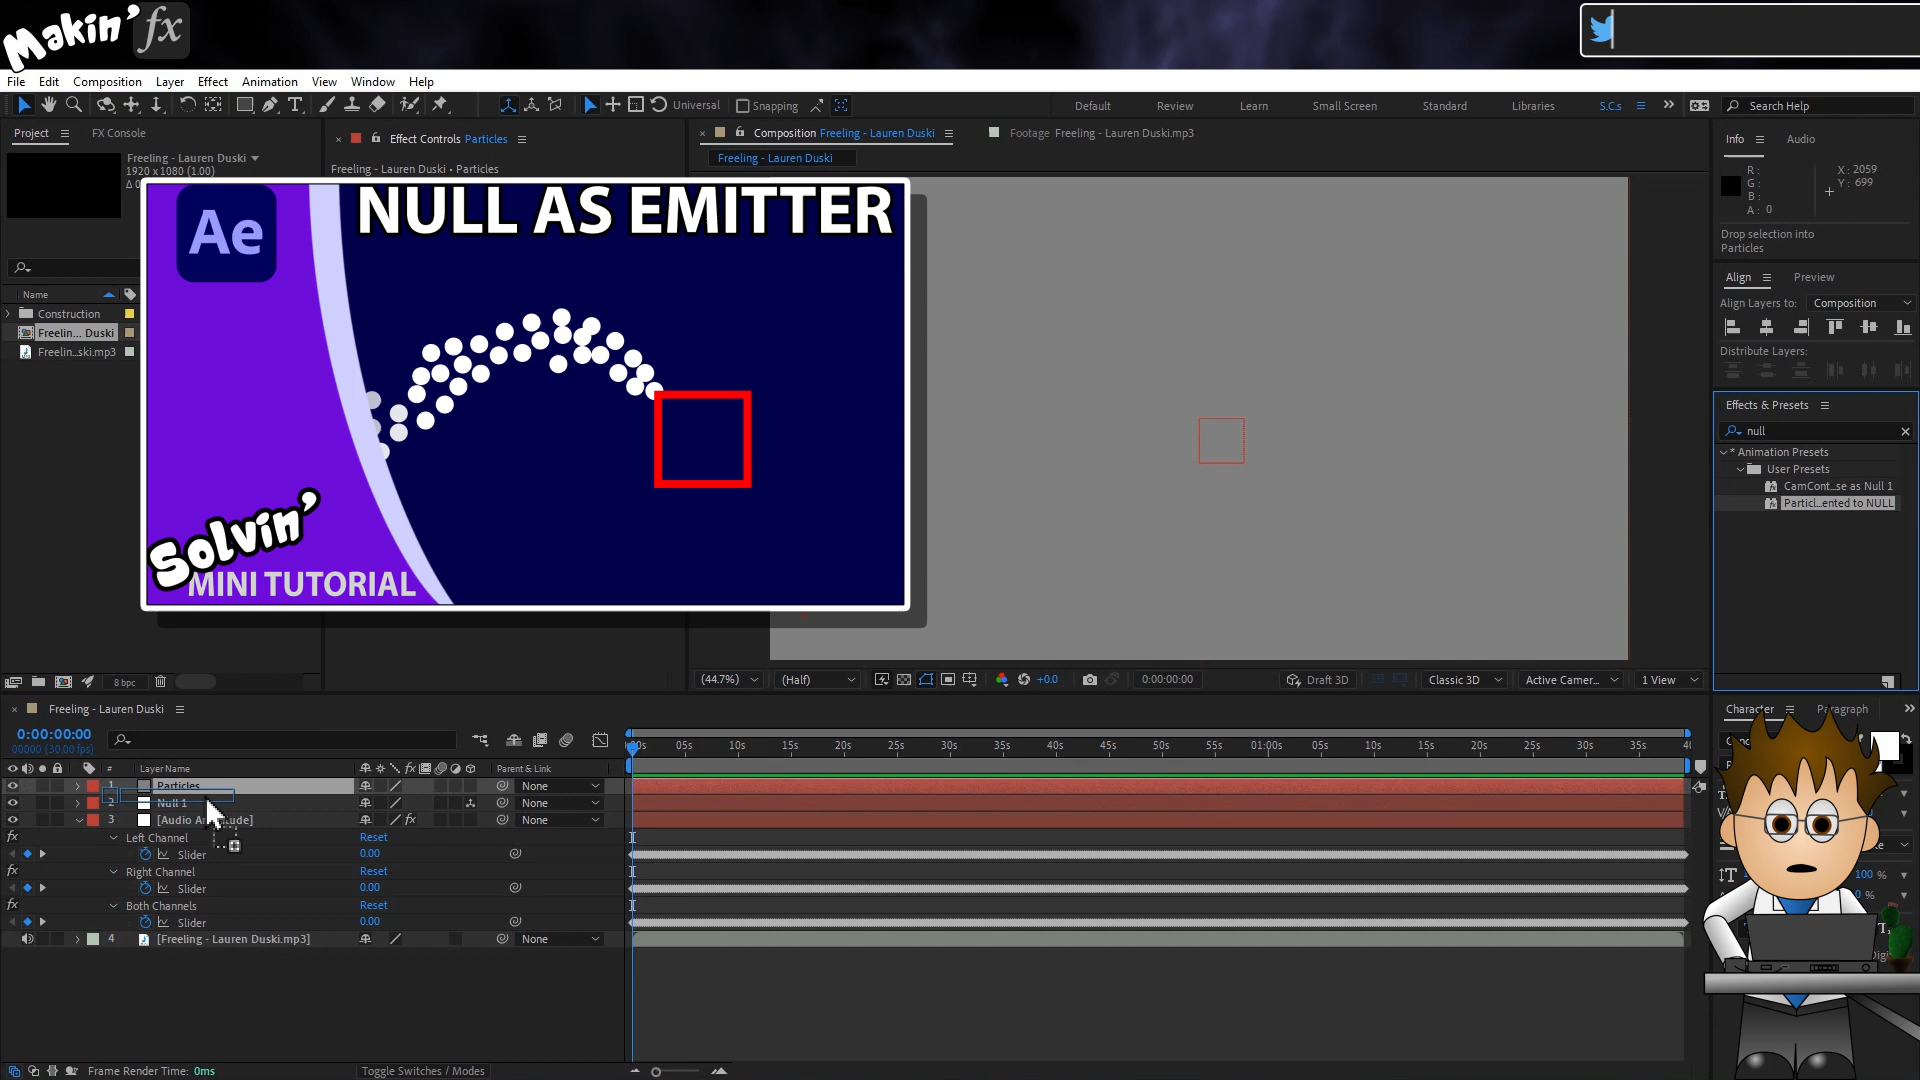 Makin' fx
File Edit Composition Layer Effect Animation View Window Help
Universal Snapping Default Review Learn Small Screen Standard Libraries S.C.s Search Help
Project FX Console
Effect Controls Particles
Composition Freeling - Lauren Duski Footage Freeling - Lauren Duski.mp3
Info Audio
Freeling - Lauren Duski
1920 x 1080 (1.00)
Δ 0
Freeling - Lauren Duski • Particles
Freeling - Lauren Duski
R :
G :
B :
A : 0
X : 2059
Y : 699
Drop selection into
Particles
NULL AS EMITTER
Ae
Solvin'
MINI TUTORIAL
Name
Construction
Freelin... Duski
Freelin...ski.mp3
Align Preview
Align Layers to: Composition
Distribute Layers:
Effects & Presets
null
* Animation Presets
User Presets
CamCont...se as Null 1
Particl...ented to NULL
8 bpc
(44.7%) (Half) +0.0 0:00:00:00 Draft 3D Classic 3D Active Camer... 1 View
Freeling - Lauren Duski
Character Paragraph
0:00:00:00
00000 (30.00 fps)
05s 10s 15s 20s 25s 30s 35s 40s 45s 50s 55s 01:00s 05s 10s 15s 20s 25s 30s 35s
# Layer Name Parent & Link
1 Particles None
2 Null 1 None
3 None
Left Channel Reset
Slider 0.00
Right Channel Reset
Slider 0.00
Both Channels Reset
Slider 0.00
4 [Freeling - Lauren Duski.mp3] None
100 %
Frame Render Time: 0ms Toggle Switches / Modes